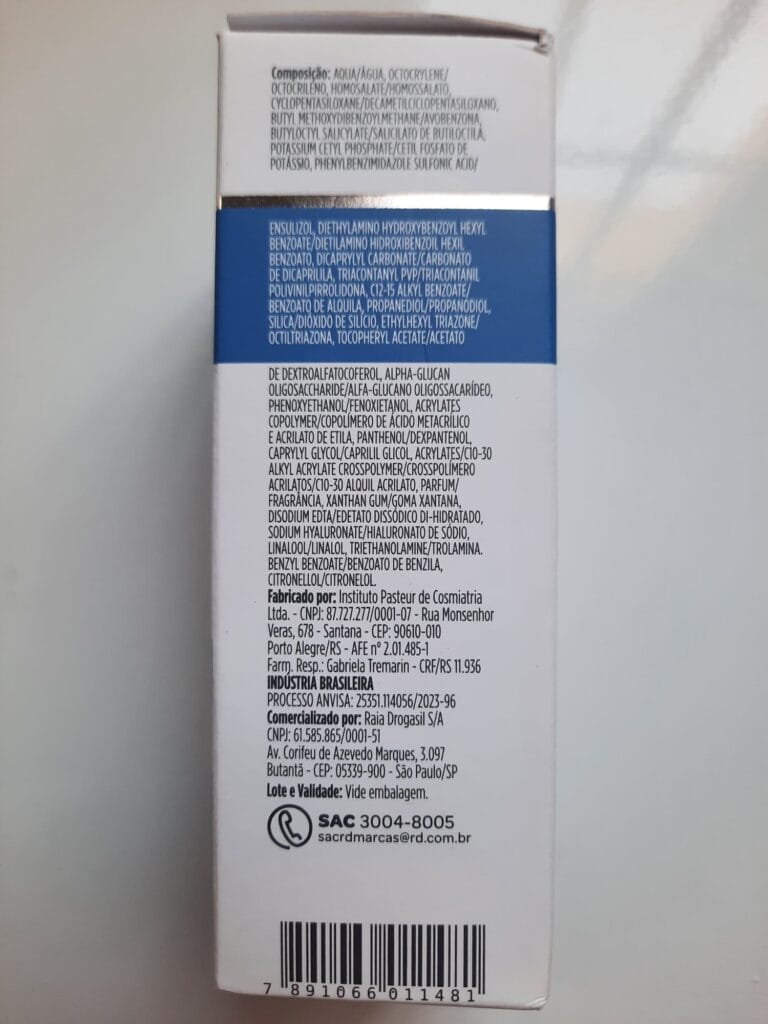 Composição: AQUA/ÁGUA, OCTOCRYLENE/
OCTOCRILENO, HOMOSALATE/HOMOSSALATO,
CYCLOPENTASILOXANE/DECAMETILCICLOPENTASILOXANO,
BUTYL METHOXYDIBENZOYLMETHANE/AVOBENZONA,
BUTYLOCTYL SALICYLATE/SALICILATO DE BUTILOCTILA,
POTASSIUM CETYL PHOSPHATE/CETIL FOSFATO DE
POTÁSSIO, PHENYLBENZIMIDAZOLE SULFONIC ACID/
ENSULIZOL, DIETHYLAMINO HYDROXYBENZOYL HEXYL
BENZOATE/DIETILAMINO HIDROXIBENZOIL HEXIL
BENZOATO, DICAPRYLYL CARBONATE/CARBONATO
DE DICAPRILILA, TRIACONTANYL PVP/TRIACONTANIL
POLIVINILPIRROLIDONA, C12-15 ALKYL BENZOATE/
BENZOATO DE ALQUILA, PROPANEDIOL/PROPANODIOL,
SILICA/DIÓXIDO DE SILÍCIO, ETHYLHEXYL TRIAZONE/
OCTILTRIAZONA, TOCOPHERYL ACETATE/ACETATO
DE DEXTROALFATOCOFEROL, ALPHA-GLUCAN
OLIGOSACCHARIDE/ALFA-GLUCANO OLIGOSSACARÍDEO,
PHENOXYETHANOL/FENOXIETANOL, ACRYLATES
COPOLYMER/COPOLÍMERO DE ÁCIDO METACRÍLICO
E ACRILATO DE ETILA, PANTHENOL/DEXPANTENOL,
CAPRYLYL GLYCOL/CAPRILIL GLICOL, ACRYLATES/C10-30
ALKYL ACRYLATE CROSSPOLYMER/CROSSPOLÍMERO
ACRILATOS/C10-30 ALQUIL ACRILATO, PARFUM/
FRAGRÂNCIA, XANTHAN GUM/GOMA XANTANA,
DISODIUM EDTA/EDETATO DISSÓDICO DI-HIDRATADO,
SODIUM HYALURONATE/HIALURONATO DE SÓDIO,
LINALOOL/LINALOL, TRIETHANOLAMINE/TROLAMINA.
BENZYL BENZOATE/BENZOATO DE BENZILA,
CITRONELLOL/CITRONELOL.
Fabricado por: Instituto Pasteur de Cosmiatria
Ltda. - CNPJ: 87.727.277/0001-07 - Rua Monsenhor
Veras, 678 - Santana - CEP: 90610-010
Porto Alegre/RS - AFE nº 2.01.485-1
Farm. Resp.: Gabriela Tremarin - CRF/RS 11.936
INDÚSTRIA BRASILEIRA
PROCESSO ANVISA: 25351.114056/2023-96
Comercializado por: Raia Drogasil S/A
CNPJ: 61.585.865/0001-51
Av. Corifeu de Azevedo Marques, 3.097
Butantã - CEP: 05339-900 - São Paulo/SP
Lote e Validade: Vide embalagem.
SAC 3004-8005
sacrdmarcas@rd.com.br
7 891066 011481